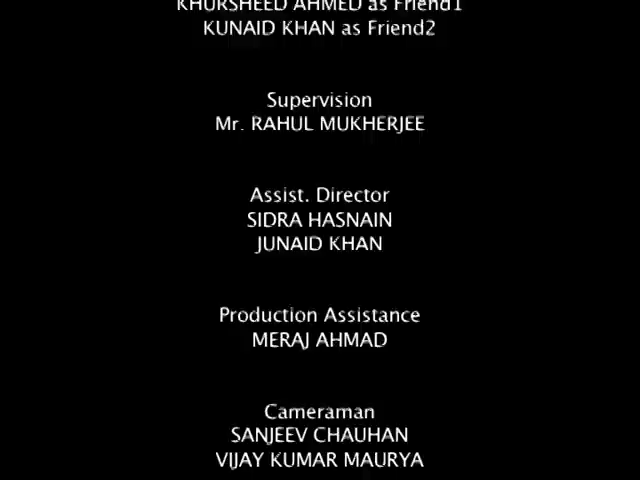 KHURSHEED AHMED as Friend1
KUNAID KHAN as Friend2
Supervision
Mr. RAHUL MUKHERJEE
Assist. Director
SIDRA HASNAIN
JUNAID KHAN
Production Assistance
MERAJ AHMAD
Cameraman
SANJEEV CHAUHAN
VIJAY KUMAR MAURYA